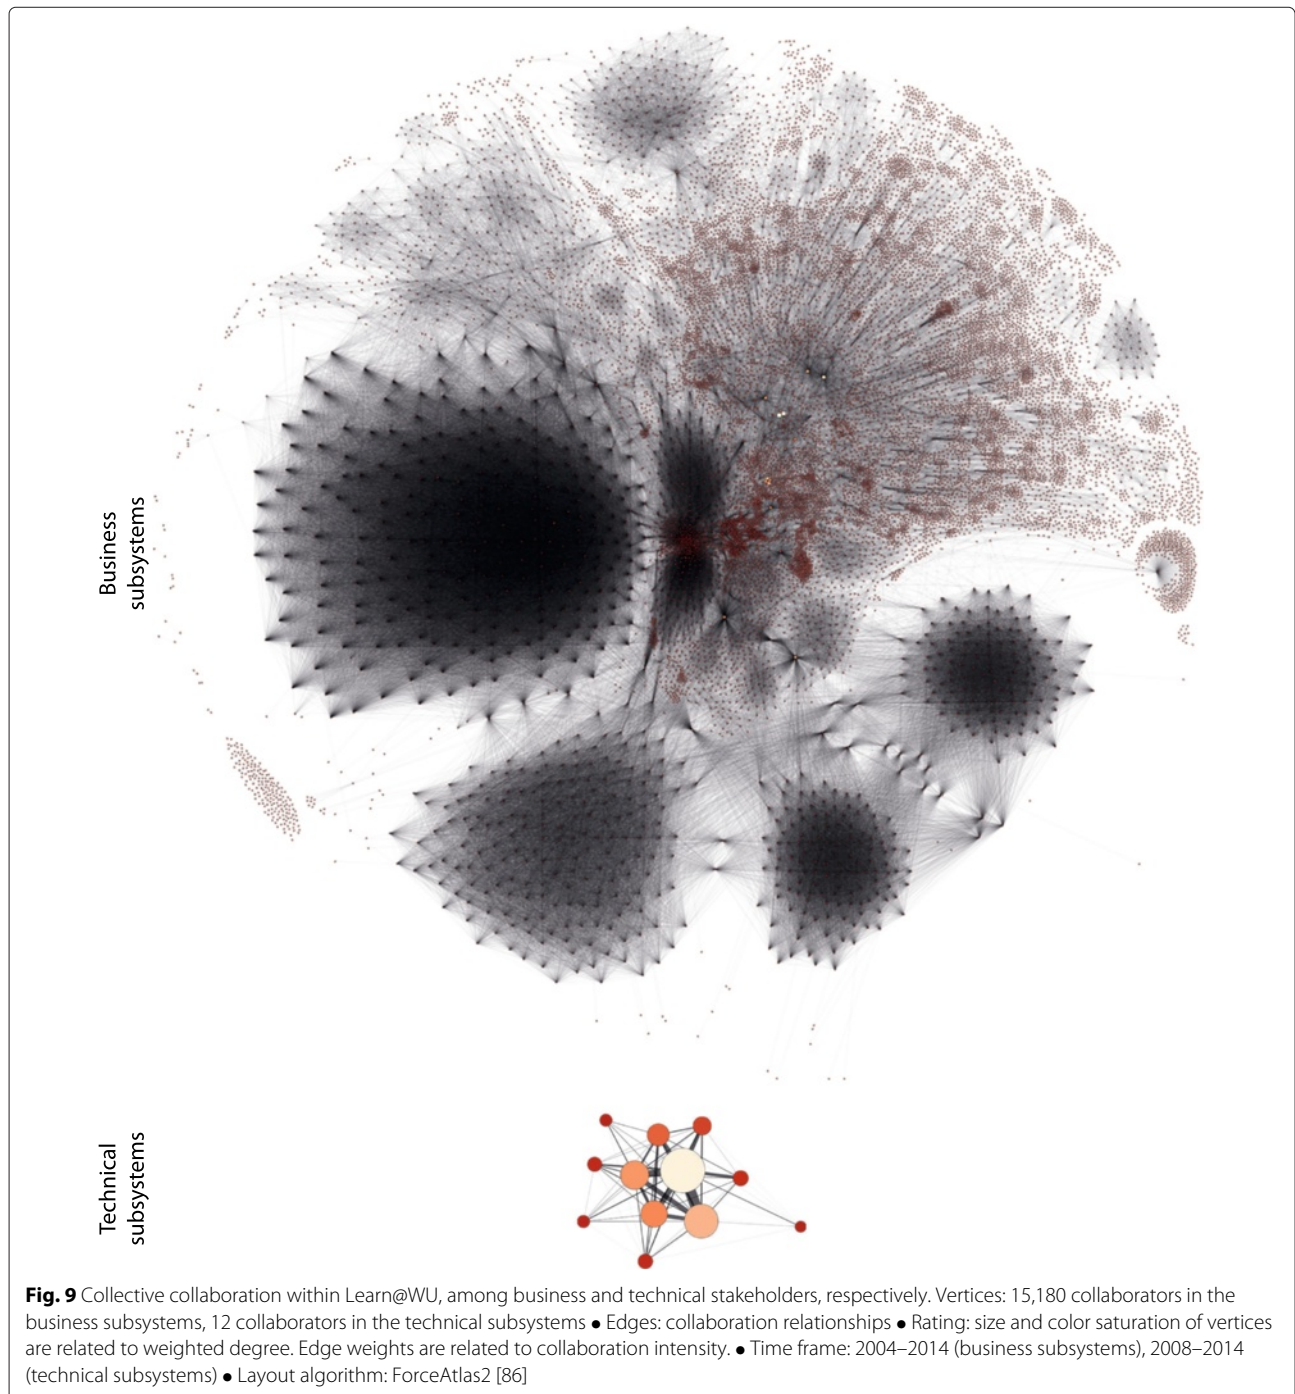 Business
subsystems
Technical
subsystems
Fig. 9 Collective collaboration within Learn@WU, among business and technical stakeholders, respectively. Vertices: 15,180 collaborators in the
business subsystems, 12 collaborators in the technical subsystems ● Edges: collaboration relationships ● Rating: size and color saturation of vertices
are related to weighted degree. Edge weights are related to collaboration intensity. ● Time frame: 2004–2014 (business subsystems), 2008–2014
(technical subsystems) ● Layout algorithm: ForceAtlas2 [86]